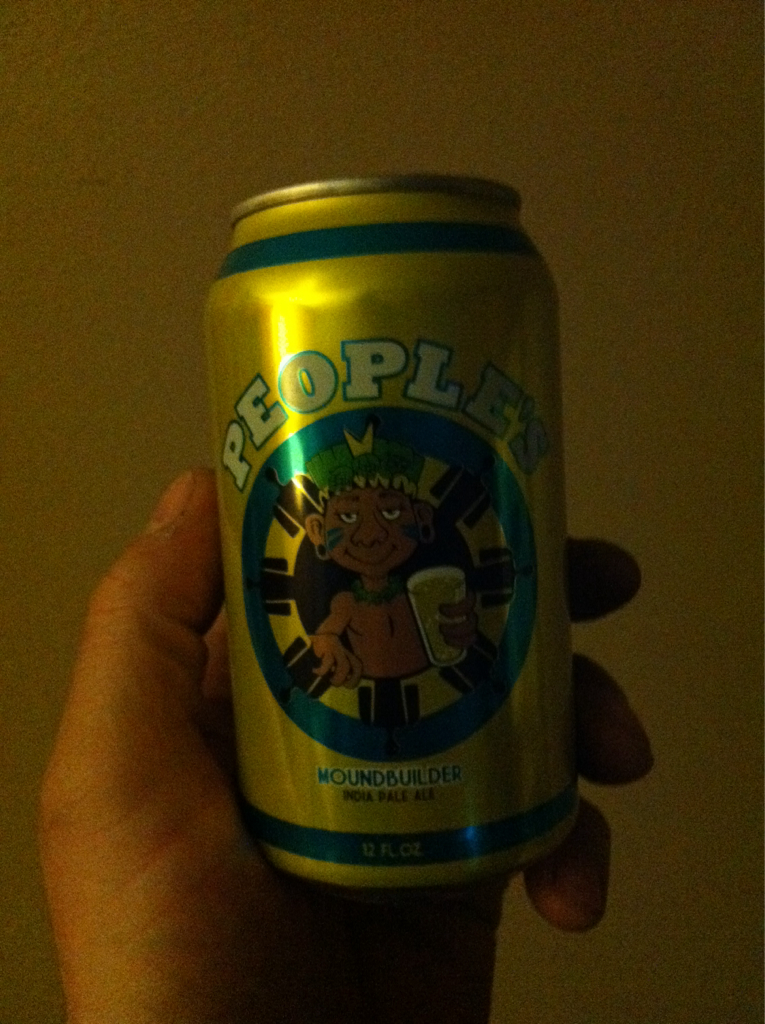 PEOPLE'S
MOUNDBUILDER
INDIA PALE ALE
12 FL. OZ.